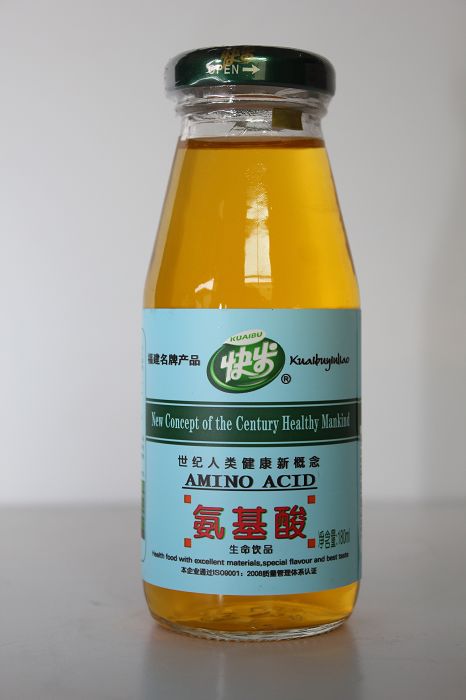 快步
OPEN →
KUAIBU
快步
®
福建名牌产品
Kuaibuyinliao
New Concept of the Century Healthy Mankind
世纪人类健康新概念
AMINO ACID
氨基酸
净含量:180ml
生命饮品
Health food with excellent materials,special flavour and best taste
本企业通过ISO9001:2008质量管理体系认证